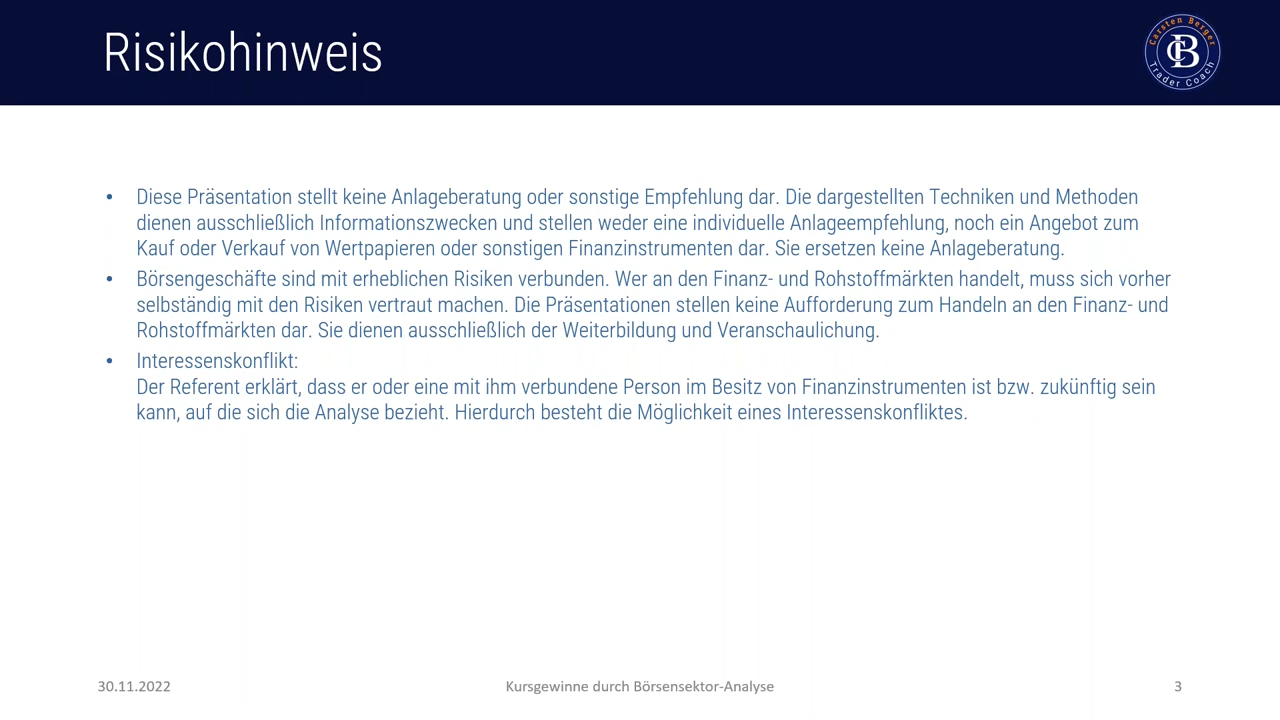 Risikohinweis
Carsten Berger
CB
Trader Coach
• Diese Präsentation stellt keine Anlageberatung oder sonstige Empfehlung dar. Die dargestellten Techniken und Methoden
dienen ausschließlich Informationszwecken und stellen weder eine individuelle Anlageempfehlung, noch ein Angebot zum
Kauf oder Verkauf von Wertpapieren oder sonstigen Finanzinstrumenten dar. Sie ersetzen keine Anlageberatung.
• Börsengeschäfte sind mit erheblichen Risiken verbunden. Wer an den Finanz- und Rohstoffmärkten handelt, muss sich vorher
selbständig mit den Risiken vertraut machen. Die Präsentationen stellen keine Aufforderung zum Handeln an den Finanz- und
Rohstoffmärkten dar. Sie dienen ausschließlich der Weiterbildung und Veranschaulichung.
• Interessenskonflikt:
Der Referent erklärt, dass er oder eine mit ihm verbundene Person im Besitz von Finanzinstrumenten ist bzw. zukünftig sein
kann, auf die sich die Analyse bezieht. Hierdurch besteht die Möglichkeit eines Interessenskonfliktes.
30.11.2022
Kursgewinne durch Börsensektor-Analyse
3